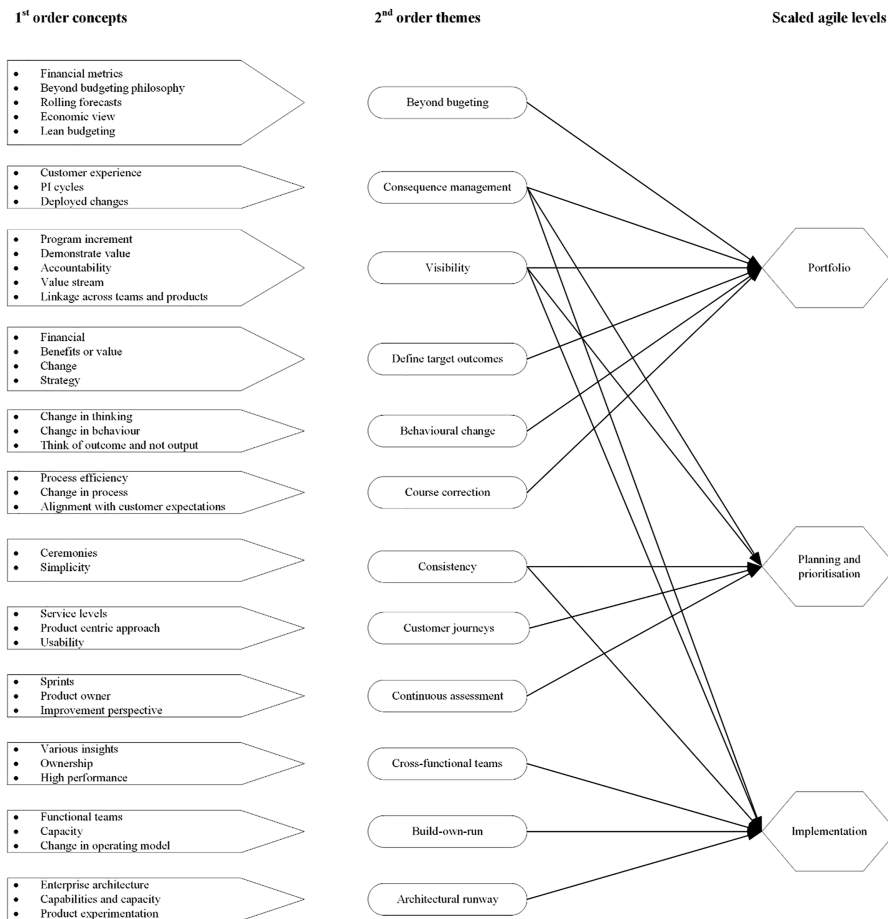 1st order concepts
2nd order themes
Scaled agile levels
Financial metrics
Beyond budgeting philosophy
Rolling forecasts
Economic view
Lean budgeting
Beyond bugeting
Customer experience
PI cycles
Deployed changes
Consequence management
Program increment
Demonstrate value
Accountability
Value stream
Linkage across teams and products
Visibility
Portfolio
Financial
Benefits or value
Change
Strategy
Define target outcomes
Change in thinking
Change in behaviour
Think of outcome and not output
Behavioural change
Process efficiency
Change in process
Alignment with customer expectations
Course correction
Ceremonies
Simplicity
Consistency
Planning and
prioritisation
Service levels
Product centric approach
Usability
Customer journeys
Sprints
Product owner
Improvement perspective
Continuous assessment
Various insights
Ownership
High performance
Cross-functional teams
Functional teams
Capacity
Change in operating model
Build-own-run
Implementation
Enterprise architecture
Capabilities and capacity
Product experimentation
Architectural runway